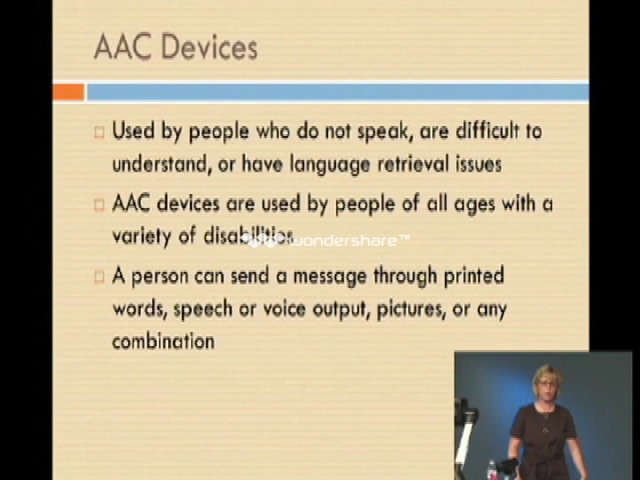 AAC Devices
Used by people who do not speak, are difficult to
understand, or have language retrieval issues
AAC devices are used by people of all ages with a
variety of disabilities
wondershare™
A person can send a message through printed
words, speech or voice output, pictures, or any
combination